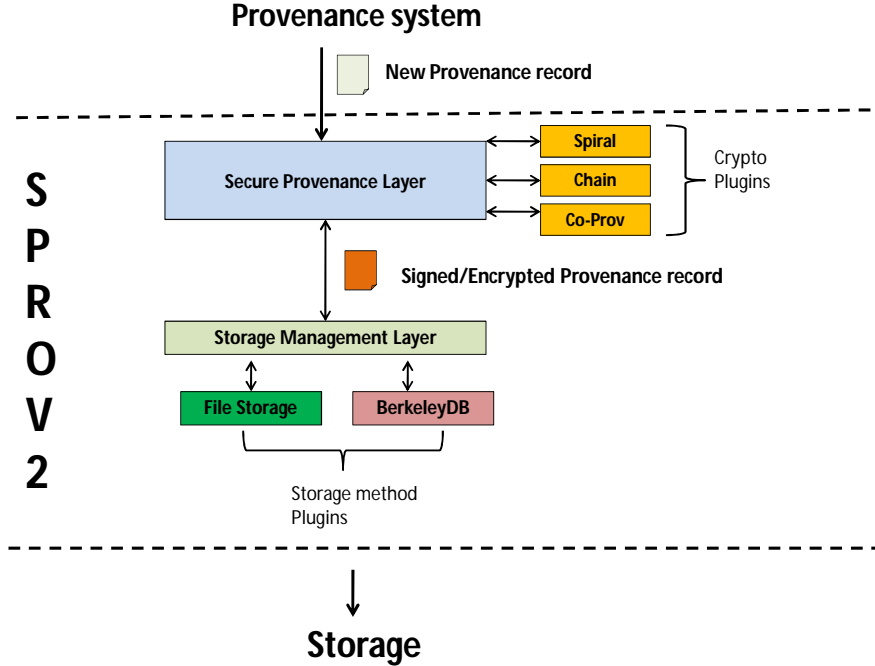 Provenance system
New Provenance record
Secure Provenance Layer
Spiral
Chain
Co-Prov
Crypto
Plugins
S
P
R
O
V
2
Signed/Encrypted Provenance record
Storage Management Layer
File Storage
BerkeleyDB
Storage method
Plugins
Storage